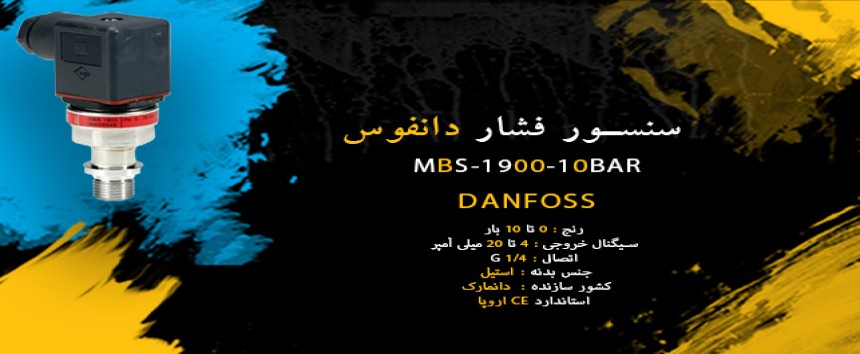 سنسور فشار دانفوس
MBS-1900-10BAR
DANFOSS
رنج : 0 تا 10 بار
سیگنال خروجی : 4 تا 20 میلی آمپر
اتصال : G 1/4
جنس بدنه : استیل
کشور سازنده : دانمارک
استاندارد CE اروپا